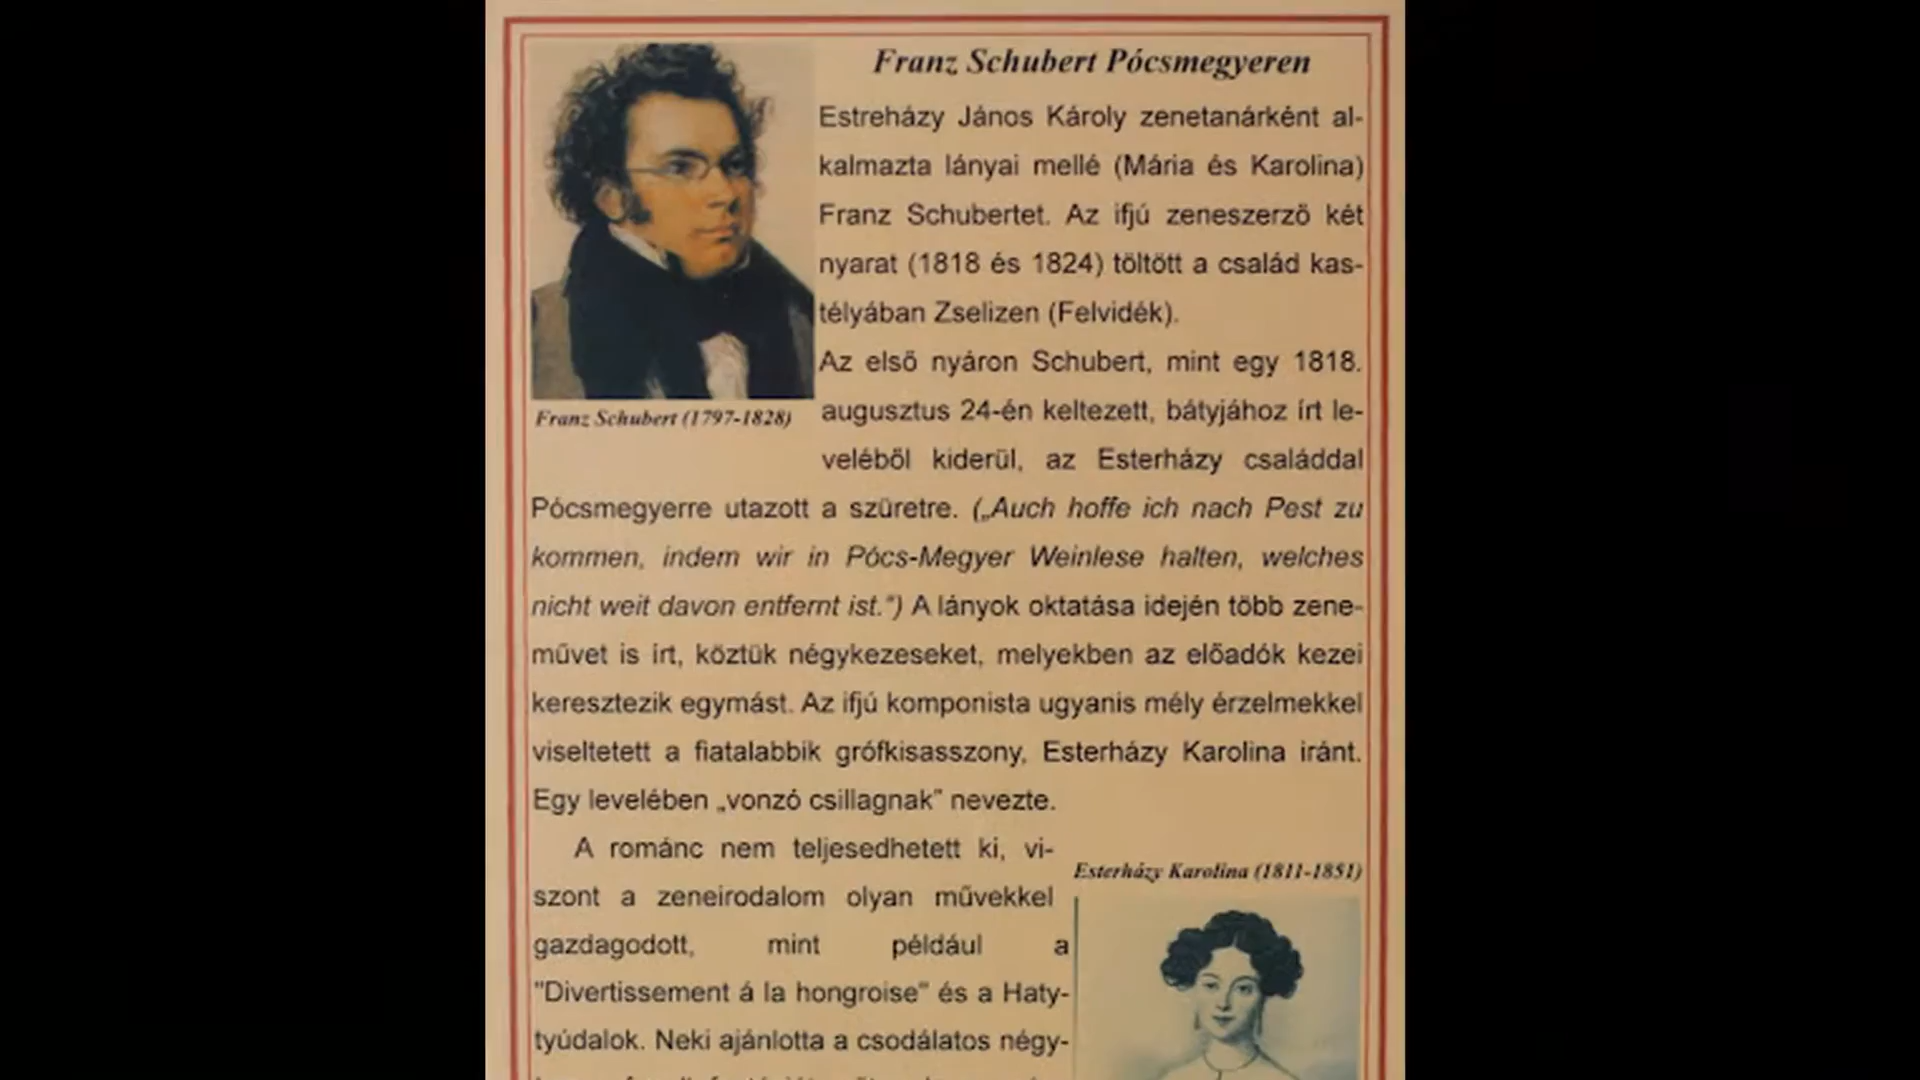 Franz Schubert Pócsmegyeren
Estreházy János Károly zenetanárként al-
kalmazta lányai mellé (Mária és Karolina)
Franz Schubertet. Az ifjú zeneszerző két
nyarat (1818 és 1824) töltött a család kas-
télyában Zselizen (Felvidék).
Az első nyáron Schubert, mint egy 1818.
augusztus 24-én keltezett, bátyjához írt le-
veléből kiderül, az Esterházy családdal
Franz Schubert (1797-1828)
Pócsmegyerre utazott a szüretre. („Auch hoffe ich nach Pest zu
kommen, indem wir in Pócs-Megyer Weinlese halten, welches
nicht weit davon entfernt ist.") A lányok oktatása idején több zene-
művet is írt, köztük négykezeseket, melyekben az előadók kezei
keresztezik egymást. Az ifjú komponista ugyanis mély érzelmekkel
viseltetett a fiatalabbik grófkisasszony, Esterházy Karolina iránt.
Egy levelében „vonzó csillagnak" nevezte.
A románc nem teljesedhetett ki, vi-
szont a zeneirodalom olyan művekkel
gazdagodott, mint például a
"Divertissement á la hongroise" és a Haty-
tyúdalok. Neki ajánlotta a csodálatos négy-
Esterházy Karolina (1811-1851)